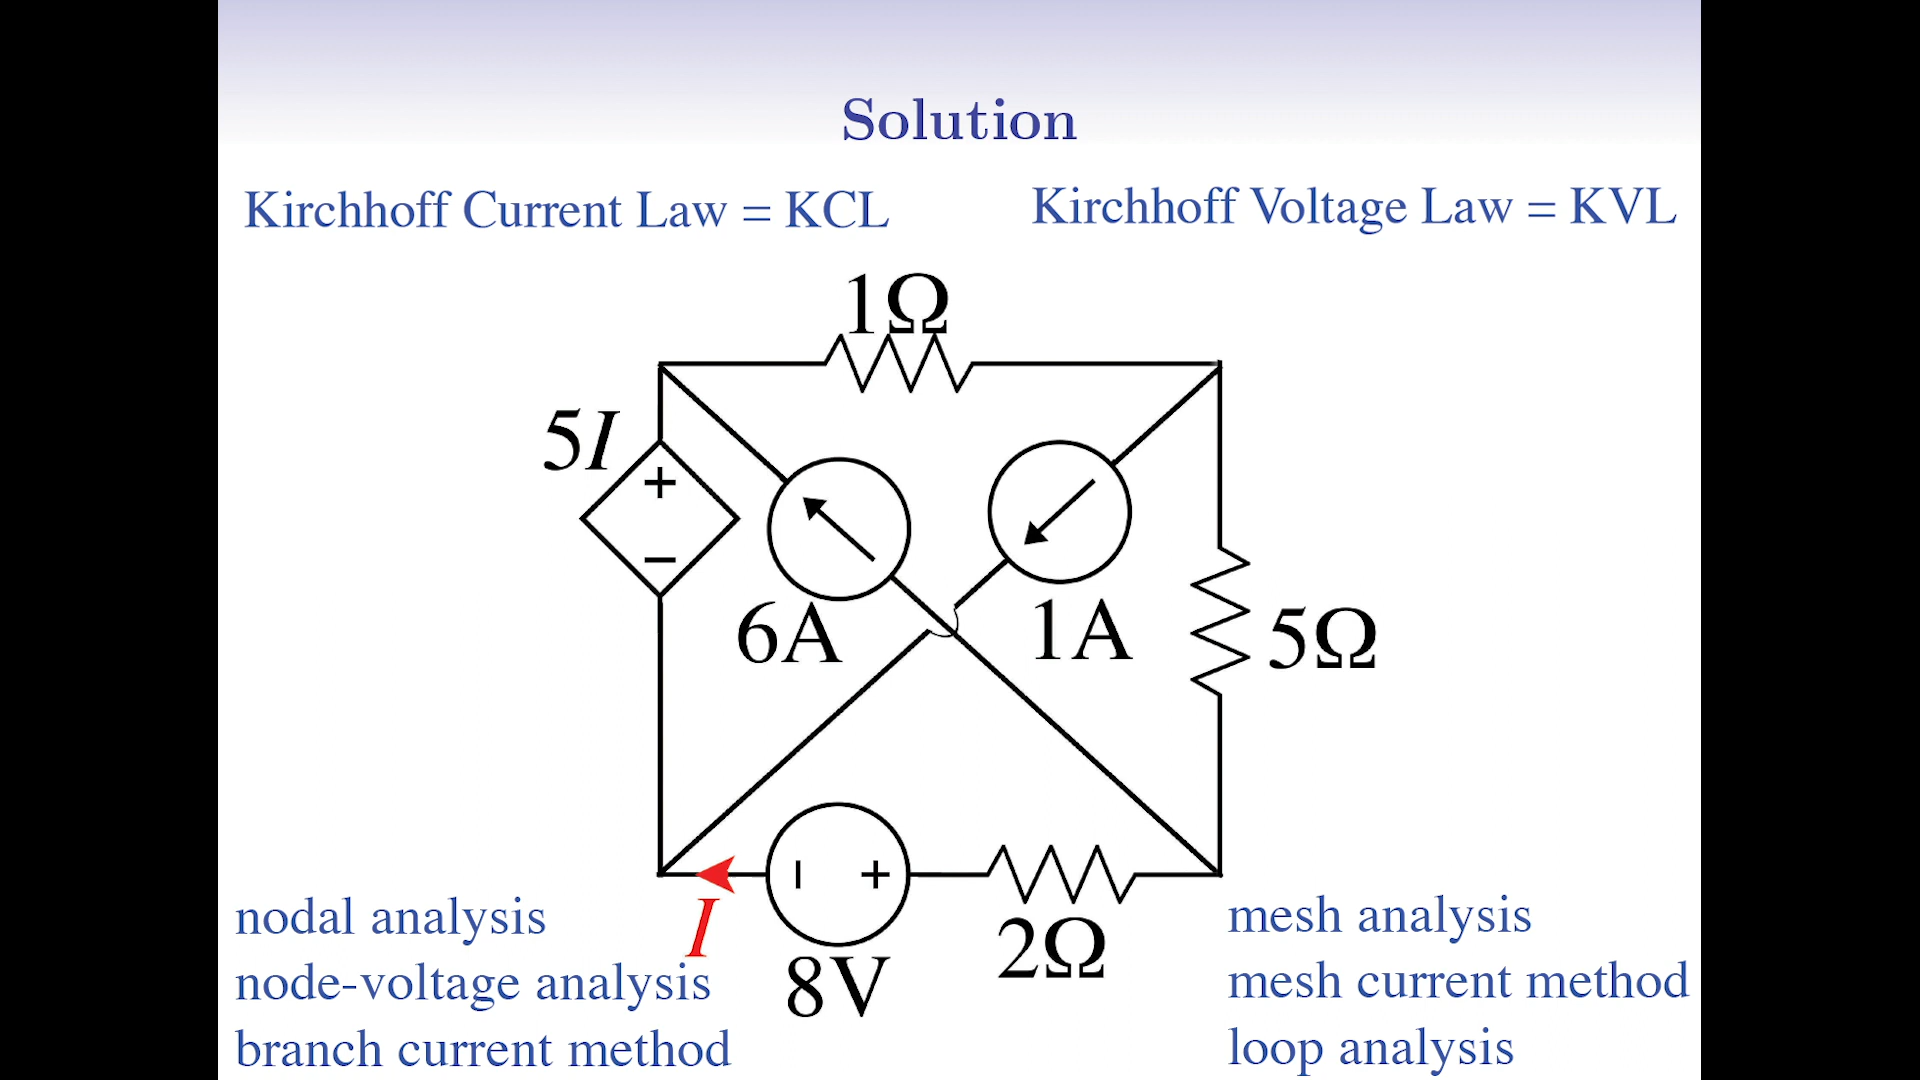 Solution
Kirchhoff Current Law = KCL
Kirchhoff Voltage Law = KVL
1Ω
5I
+
−
6A
1A
5Ω
− +
I
8V
2Ω
nodal analysis
node-voltage analysis
branch current method
mesh analysis
mesh current method
loop analysis